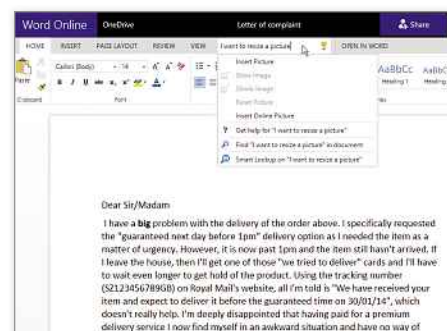 Word Online OneDrive Letter of complaint Share
HOME INSERT PAGE LAYOUT REVIEW VIEW I want to resize a picture OPEN IN WORD
Insert Picture
Calibri (Body) AaBbCc AaBbC
Paste Heading 1
Font
Insert Online Picture
? Get help for "I want to resize a picture"
Find "I want to resize a picture" in document
Smart Lookup on "I want to resize a picture"
Dear Sir/Madam
I have a big problem with the delivery of the order above. I specifically requested
the "guaranteed next day before 1pm" delivery option as I needed the item as a
matter of urgency. However, it is now past 1pm and the item still hasn't arrived. If
I leave the house, then I'll get one of those "we tried to deliver" cards and I'll have
to wait even longer to get hold of the product. Using the tracking number
(SZ123456789GB) on Royal Mail's website, all I'm told is "We have received your
item and expect to deliver it before the guaranteed time on 30/01/14", which
doesn't really help. I'm deeply disappointed that having paid for a premium
delivery service I now find myself in an awkward situation and have no way of